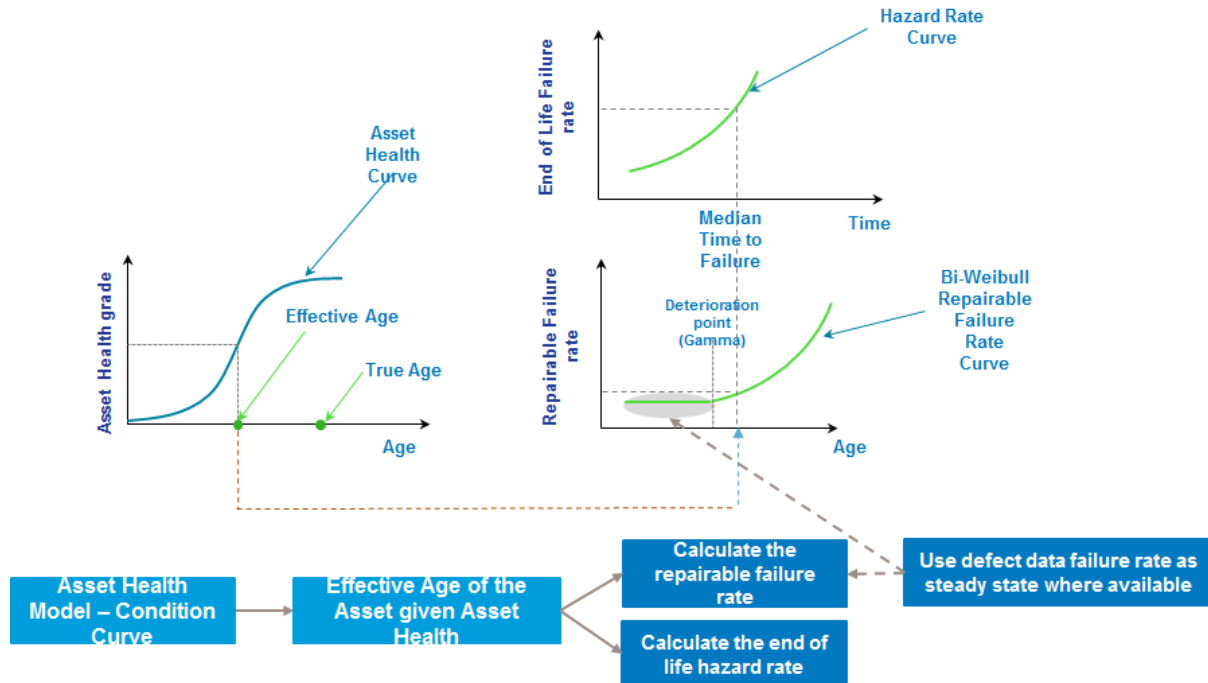 Hazard Rate
Curve
End of Life Failure
rate
Time
Median
Time to
Failure
Asset
Health
Curve
Asset Health grade
Effective Age
True Age
Age
Repairable Failure
rate
Deterioration
point
(Gamma)
Bi-Weibull
Repairable
Failure
Rate
Curve
Age
Asset Health
Model – Condition
Curve
Effective Age of the
Asset given Asset
Health
Calculate the
repairable failure
rate
Calculate the end of
life hazard rate
Use defect data failure rate as
steady state where available